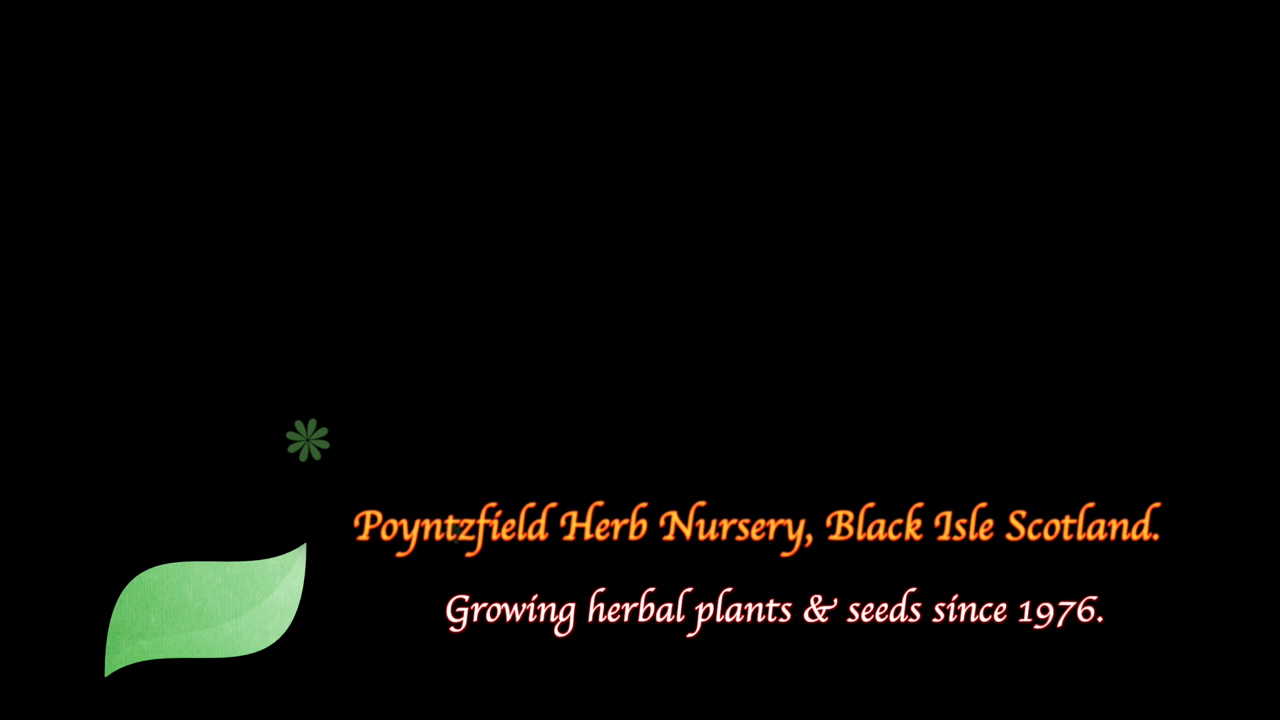 Poyntzfield Herb Nursery, Black Isle Scotland.
Growing herbal plants & seeds since 1976.